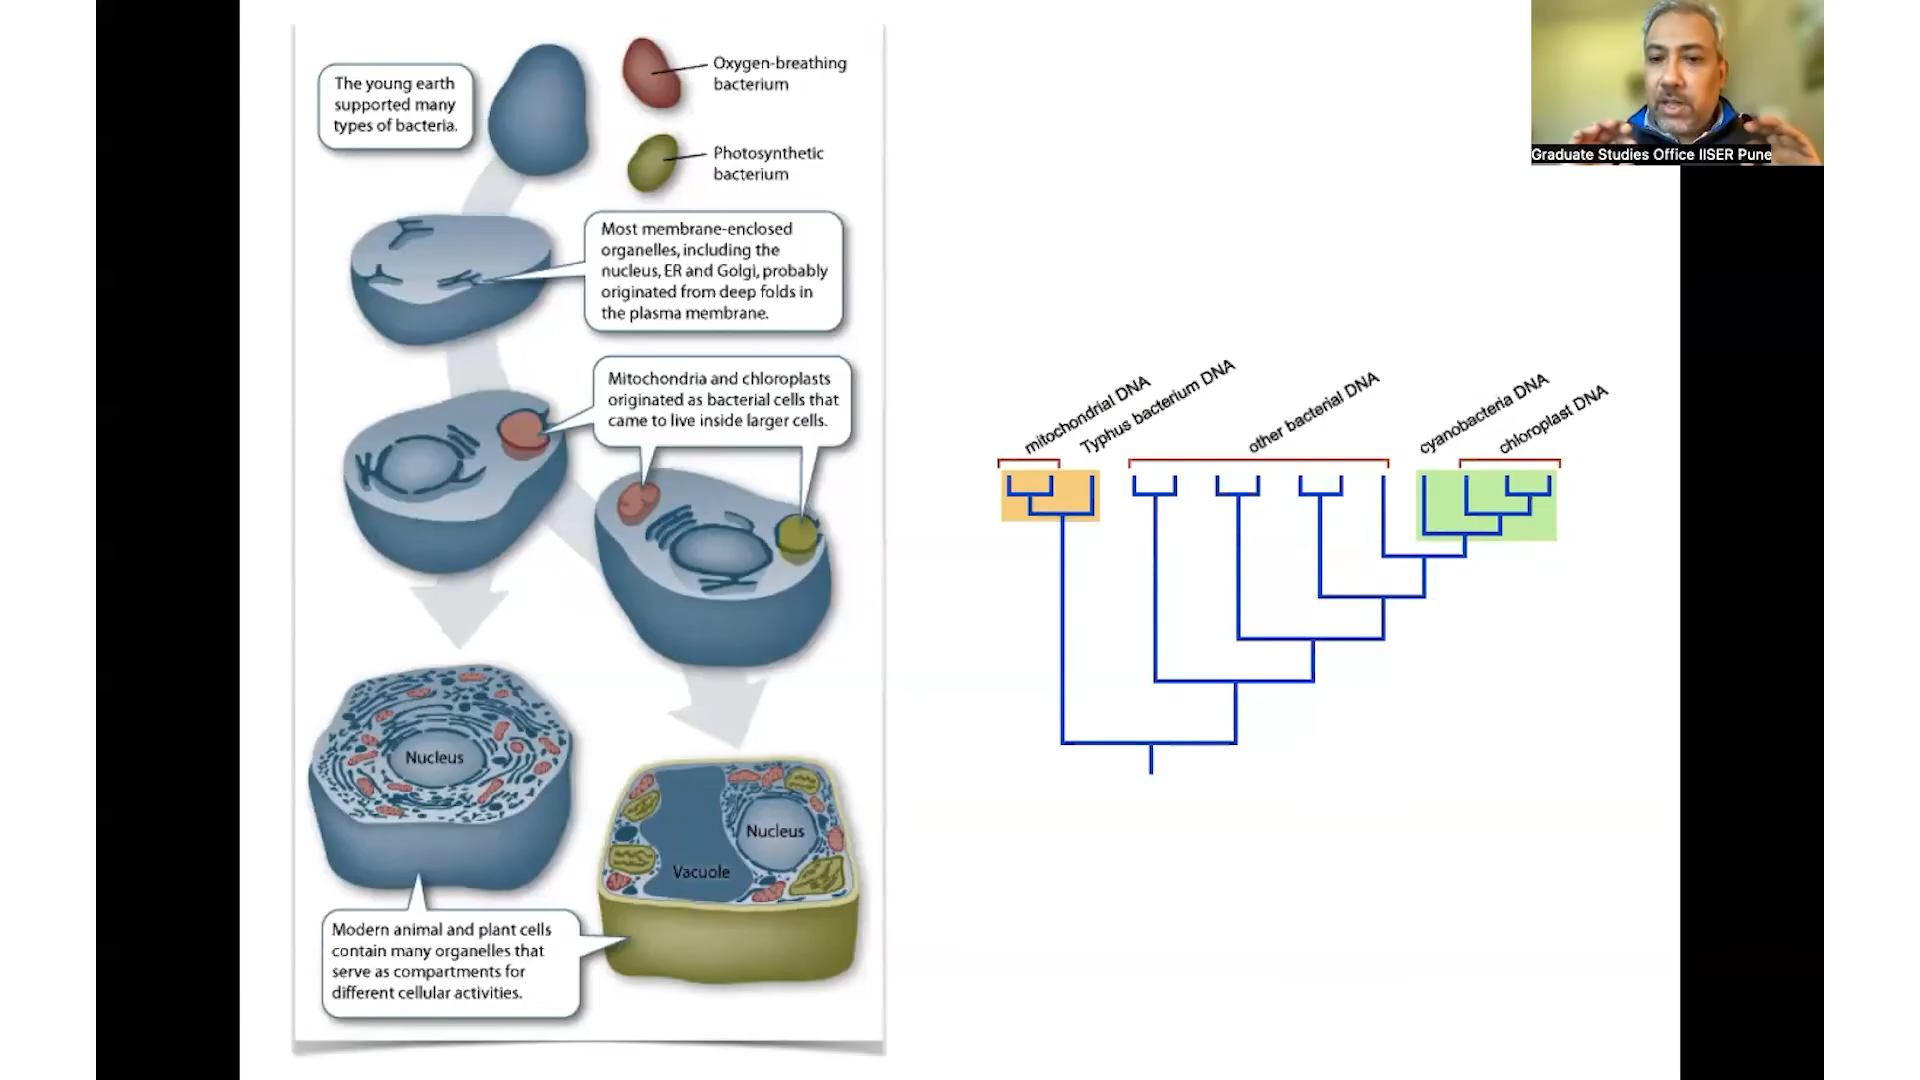 The young earth
supported many
types of bacteria.
Oxygen-breathing
bacterium
Photosynthetic
bacterium
Most membrane-enclosed
organelles, including the
nucleus, ER and Golgi, probably
originated from deep folds in
the plasma membrane.
Mitochondria and chloroplasts
originated as bacterial cells that
came to live inside larger cells.
Nucleus
Nucleus
Vacuole
Modern animal and plant cells
contain many organelles that
serve as compartments for
different cellular activities.
mitochondrial DNA
Typhus bacterium DNA
other bacterial DNA
cyanobacteria DNA
chloroplast DNA
Graduate Studies Office IISER Pune